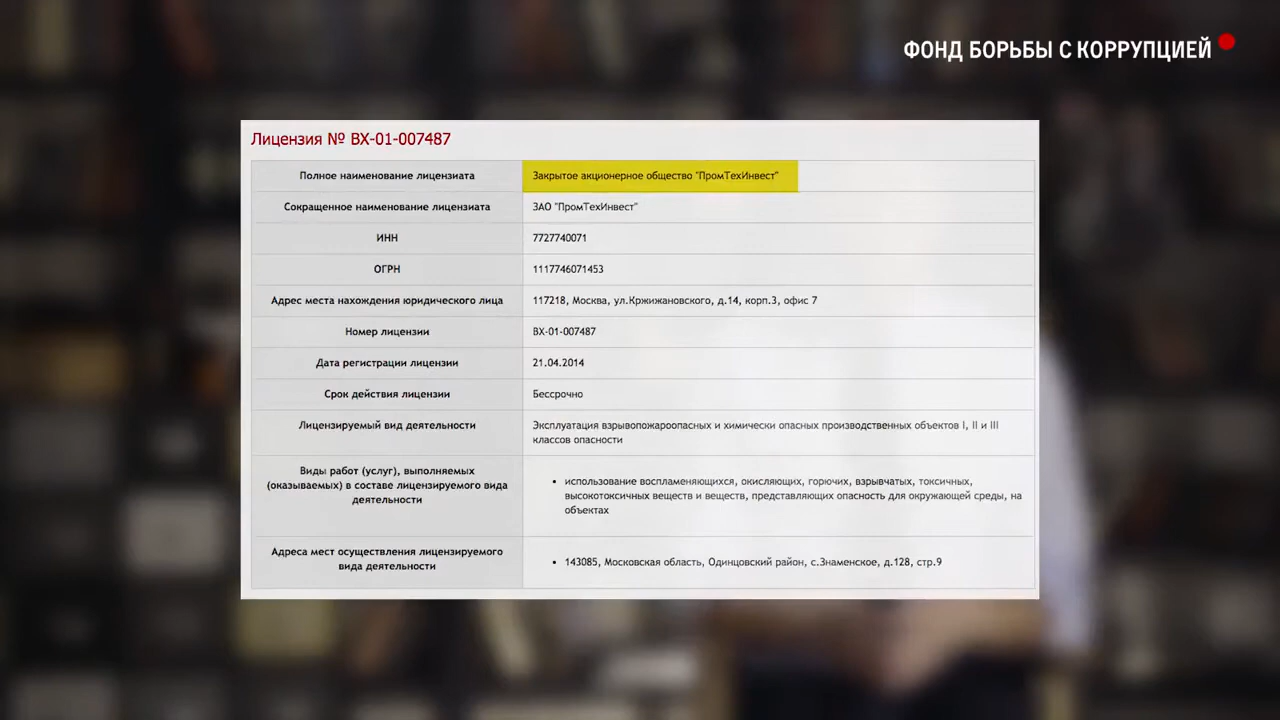 ФОНД БОРЬБЫ С КОРРУПЦИЕЙ
Лицензия № ВХ-01-007487
Полное наименование лицензиата
Закрытое акционерное общество "ПромТехИнвест"
Сокращенное наименование лицензиата
ЗАО "ПромТехИнвест"
ИНН
7727740071
ОГРН
1117746071453
Адрес места нахождения юридического лица
117218, Москва, ул.Кржижановского, д.14, корп.3, офис 7
Номер лицензии
ВХ-01-007487
Дата регистрации лицензии
21.04.2014
Срок действия лицензии
Бессрочно
Лицензируемый вид деятельности
Эксплуатация взрывопожароопасных и химически опасных производственных объектов I, II и III
классов опасности
Виды работ (услуг), выполняемых
(оказываемых) в составе лицензируемого вида
деятельности
• использование воспламеняющихся, окисляющих, горючих, взрывчатых, токсичных,
высокотоксичных веществ и веществ, представляющих опасность для окружающей среды, на
объектах
Адреса мест осуществления лицензируемого
вида деятельности
• 143085, Московская область, Одинцовский район, с.Знаменское, д.128, стр.9